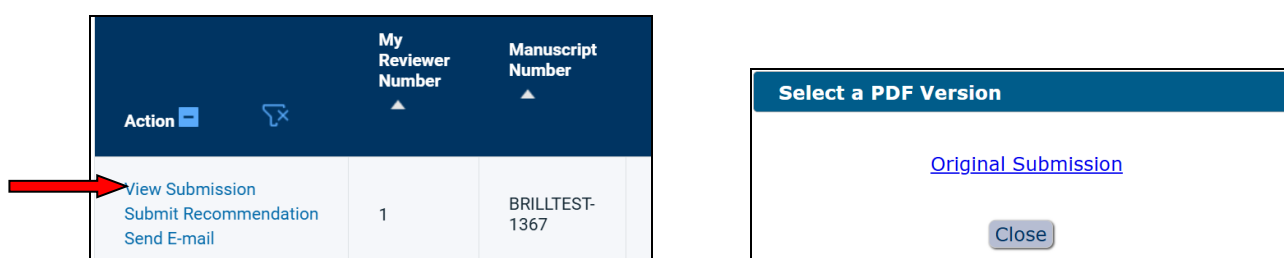 My
Reviewer
Number
Manuscript
Number
Action
View Submission
Submit Recommendation
Send E-mail
1
BRILLTEST-
1367
Select a PDF Version
Original Submission
Close